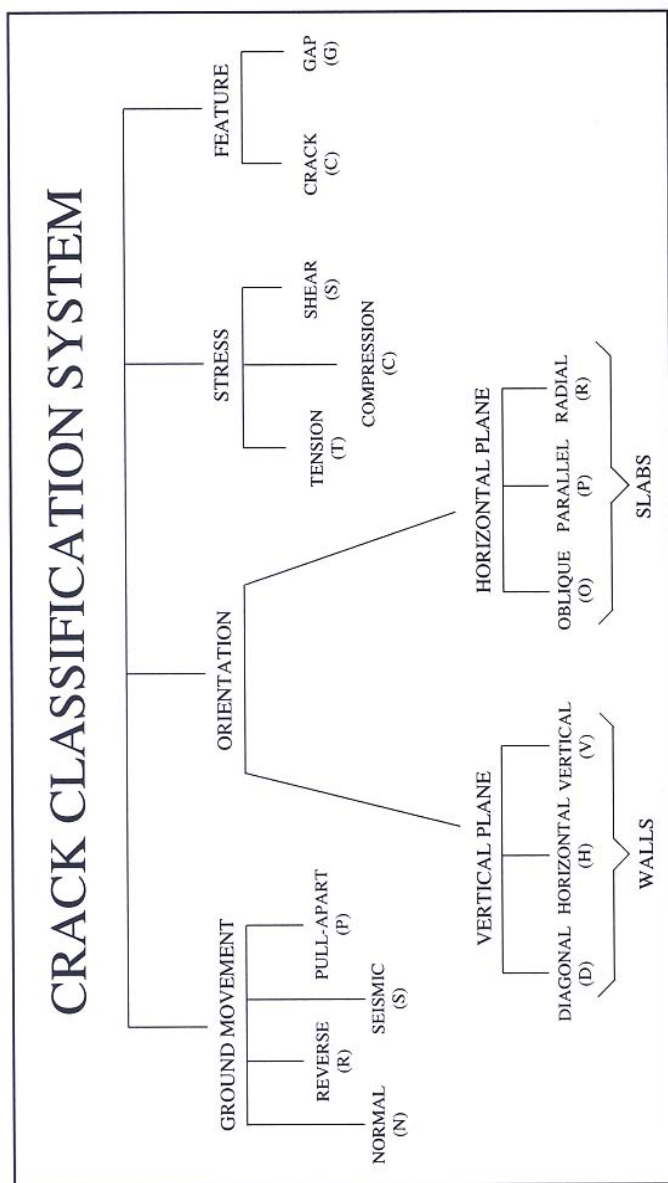 CRACK CLASSIFICATION SYSTEM
GROUND MOVEMENT
NORMAL
(N)
REVERSE
(R)
SEISMIC
(S)
PULL-APART
(P)
ORIENTATION
VERTICAL PLANE
DIAGONAL
(D)
HORIZONTAL
(H)
VERTICAL
(V)
WALLS
HORIZONTAL PLANE
OBLIQUE
(O)
PARALLEL
(P)
RADIAL
(R)
SLABS
STRESS
TENSION
(T)
COMPRESSION
(C)
SHEAR
(S)
FEATURE
CRACK
(C)
GAP
(G)